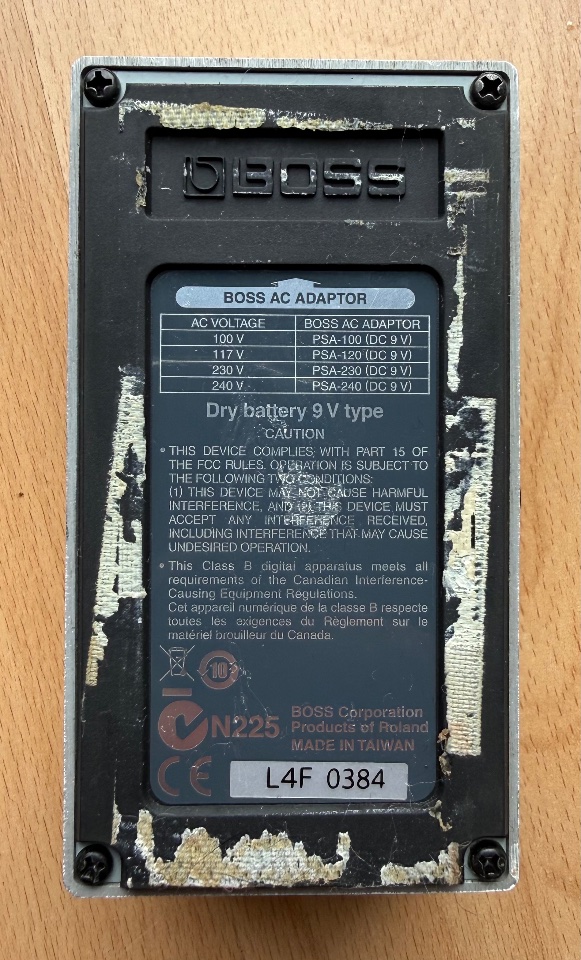 BOSS
BOSS AC ADAPTOR
AC VOLTAGE BOSS AC ADAPTOR
100 V PSA-100 (DC 9 V)
117 V PSA-120 (DC 9 V)
230 V PSA-230 (DC 9 V)
240 V PSA-240 (DC 9 V)
Dry battery 9 V type
CAUTION
• THIS DEVICE COMPLIES WITH PART 15 OF
THE FCC RULES. OPERATION IS SUBJECT TO
THE FOLLOWING TWO CONDITIONS:
(1) THIS DEVICE MAY NOT CAUSE HARMFUL
INTERFERENCE, AND (2) THIS DEVICE MUST
ACCEPT ANY INTERFERENCE RECEIVED,
INCLUDING INTERFERENCE THAT MAY CAUSE
UNDESIRED OPERATION.
• This Class B digital apparatus meets all
requirements of the Canadian Interference-
Causing Equipment Regulations.
Cet appareil numérique de la classe B respecte
toutes les exigences du Règlement sur le
matériel brouilleur du Canada.
10
N225
BOSS Corporation
Products of Roland
MADE IN TAIWAN
CE
L4F 0384